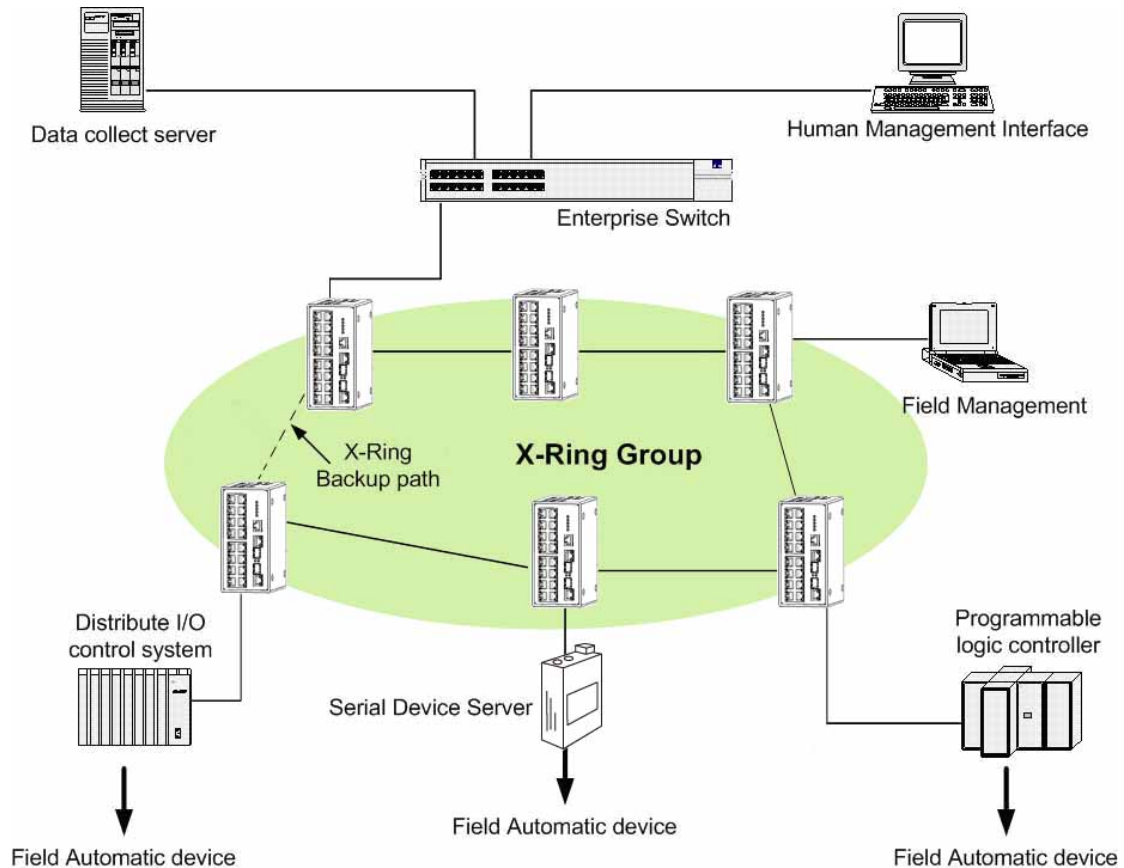 Data collect server
Human Management Interface
Enterprise Switch
Field Management
X-Ring
Backup path
X-Ring Group
Distribute I/O
control system
Serial Device Server
Programmable
logic controller
Field Automatic device
Field Automatic device
Field Automatic device